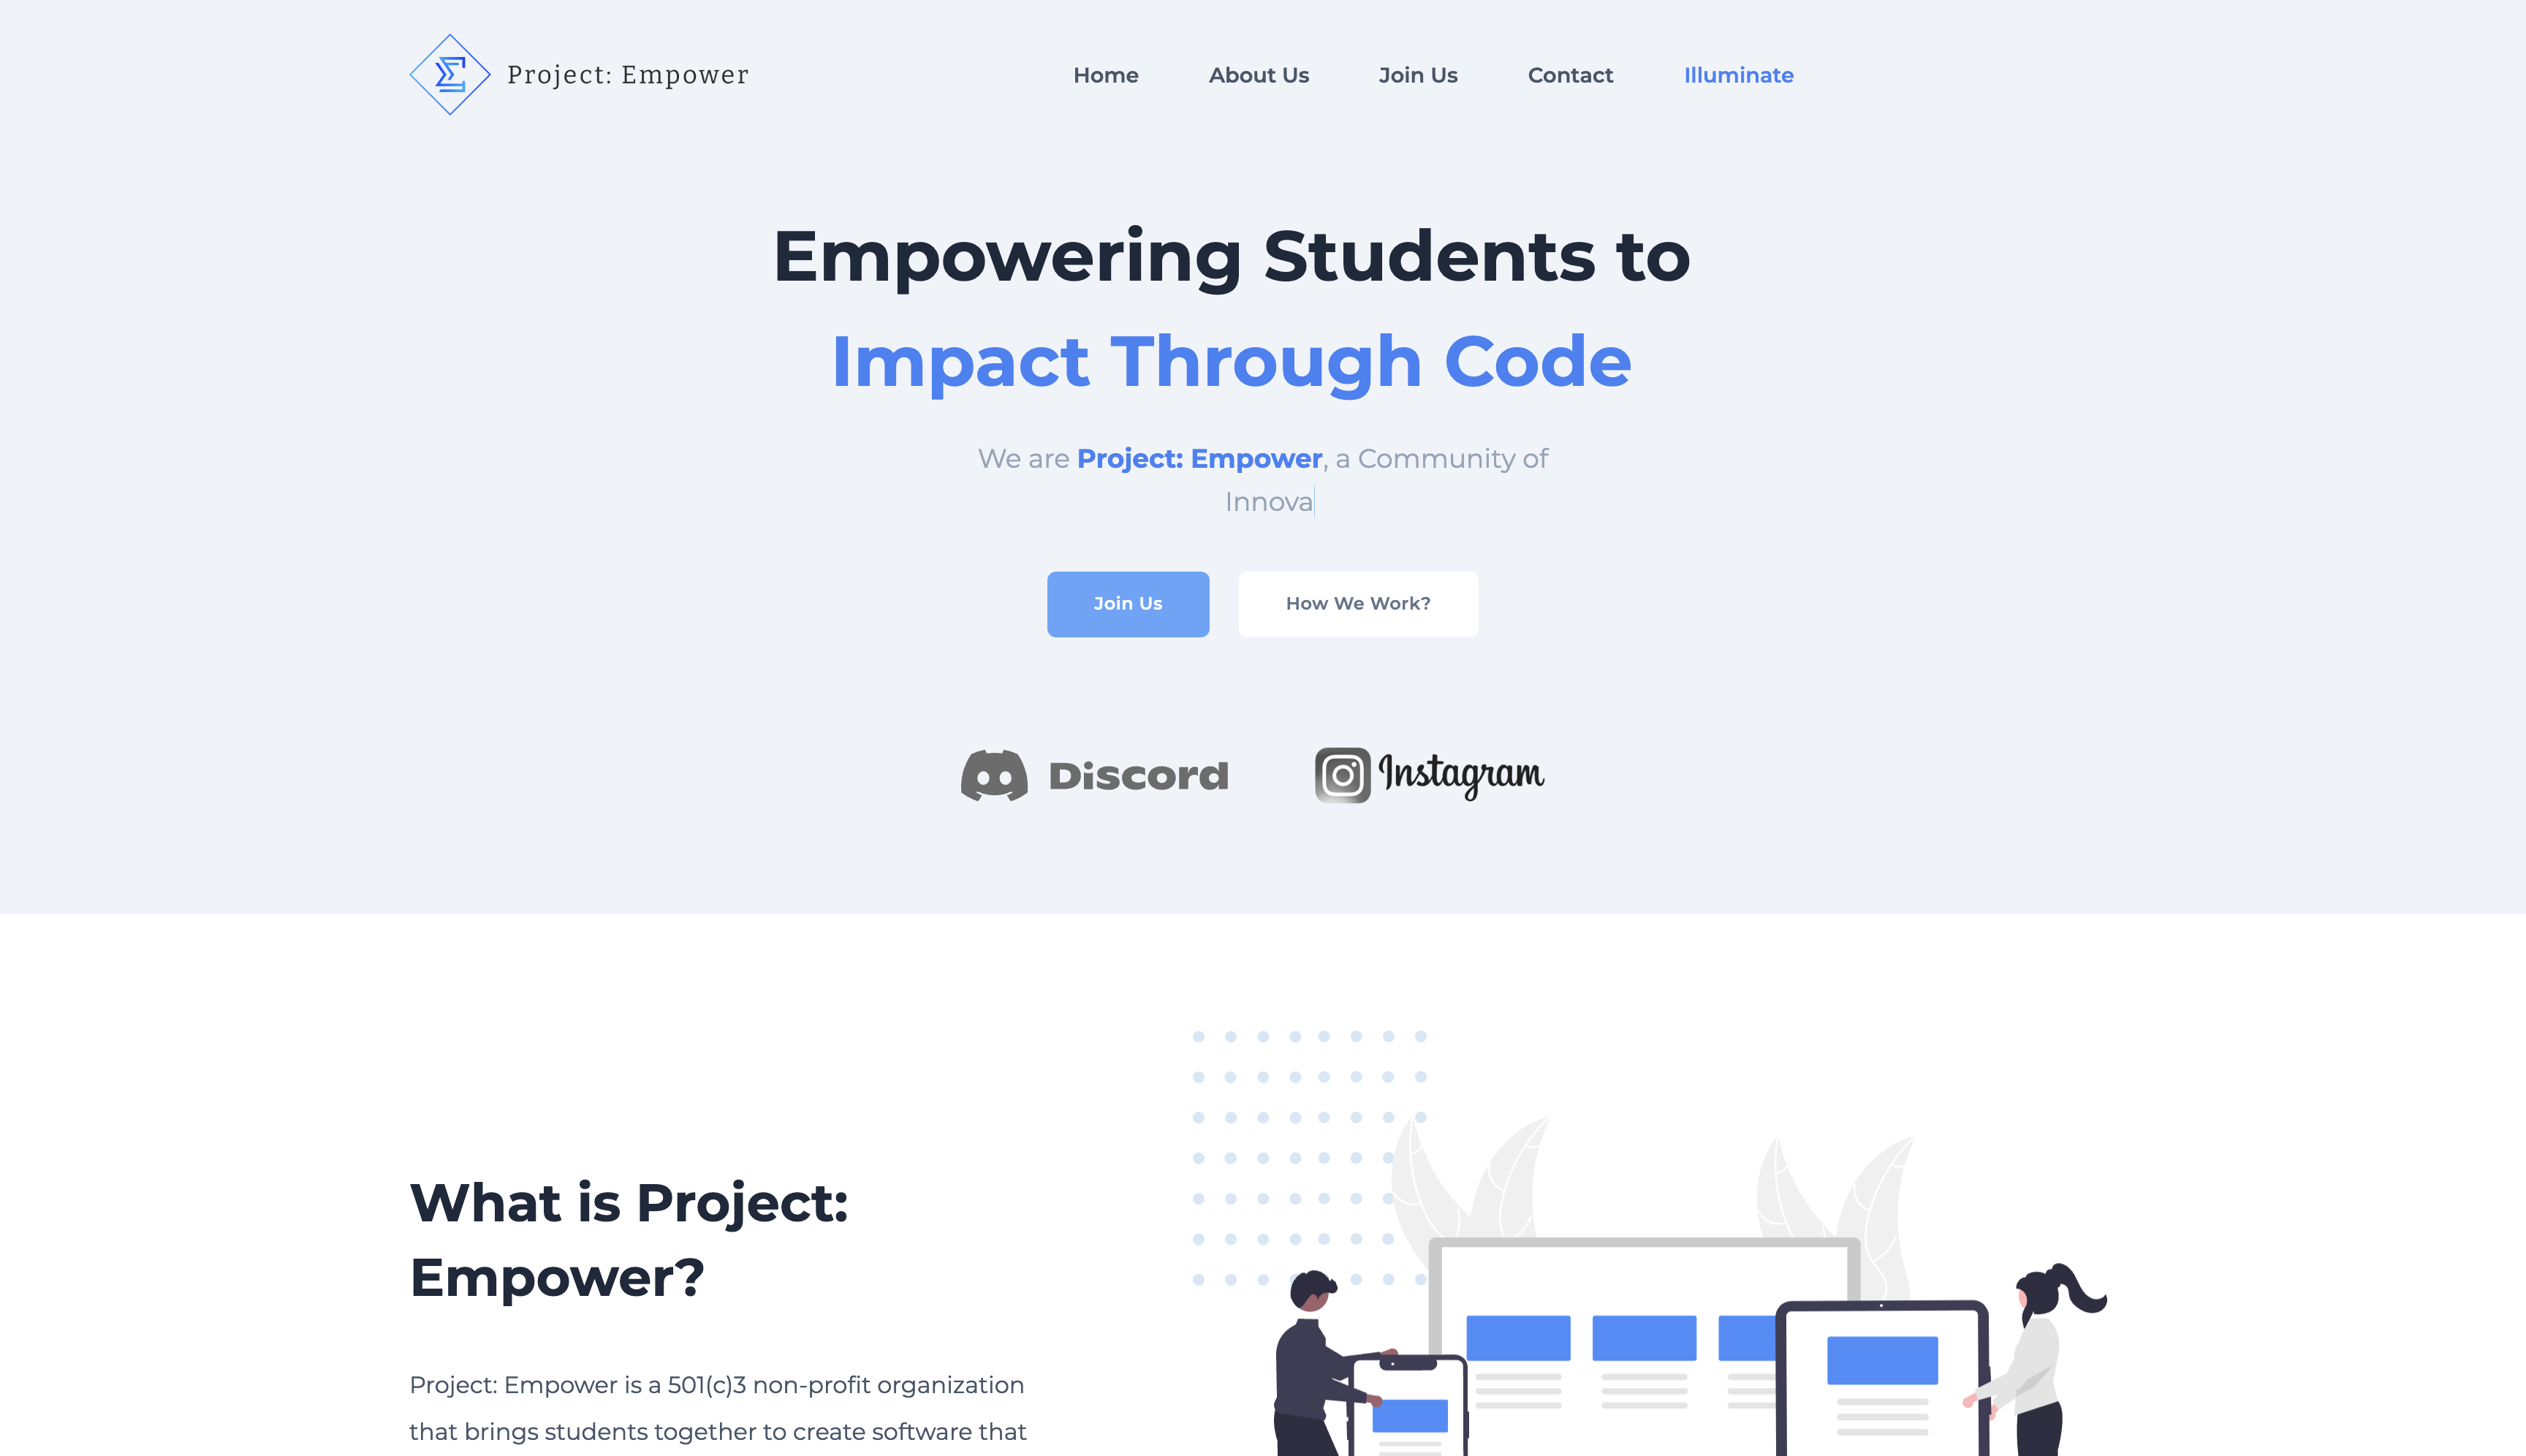 Project: Empower
Home
About Us
Join Us
Contact
Illuminate
Empowering Students to
Impact Through Code
We are Project: Empower, a Community of
Innova
Join Us
How We Work?
Discord
Instagram
What is Project:
Empower?
Project: Empower is a 501(c)3 non-profit organization
that brings students together to create software that